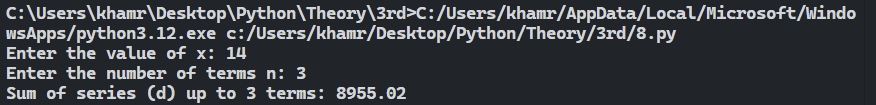 C:\Users\khamr\Desktop\Python\Theory\3rd>C:/Users/khamr/AppData/Local/Microsoft/Windo
wsApps/python3.12.exe c:/Users/khamr/Desktop/Python/Theory/3rd/8.py
Enter the value of x: 14
Enter the number of terms n: 3
Sum of series (d) up to 3 terms: 8955.02